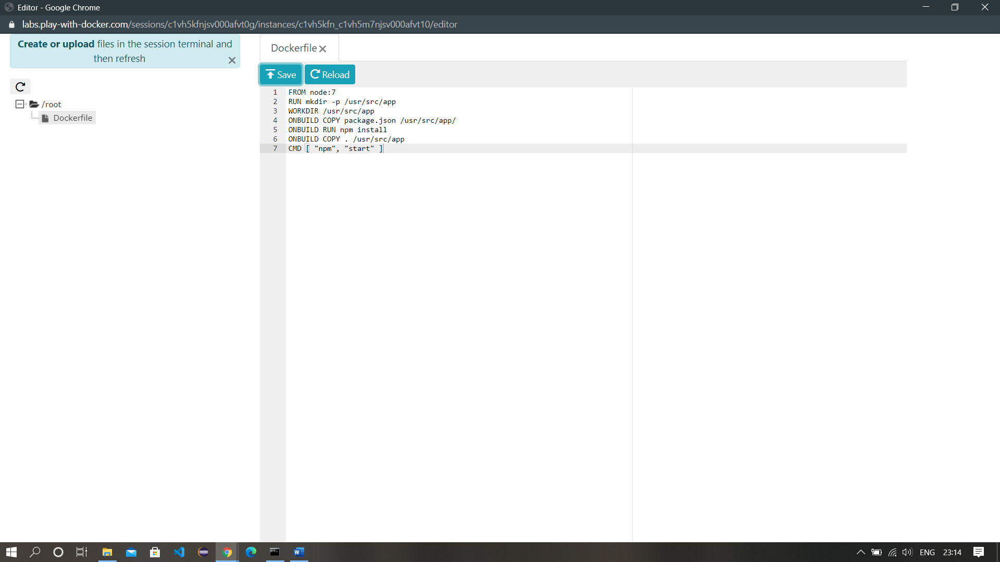 Editor - Google Chrome
labs.play-with-docker.com/sessions/c1vh5kfnjsv000afvt0g/instances/c1vh5kfn_c1vh5m7njsv000afvt10/editor
Create or upload files in the session terminal and
then refresh
/root
Dockerfile
Dockerfile
Save Reload
1 FROM node:7
2 RUN mkdir -p /usr/src/app
3 WORKDIR /usr/src/app
4 ONBUILD COPY package.json /usr/src/app/
5 ONBUILD RUN npm install
6 ONBUILD COPY . /usr/src/app
7 CMD [ "npm", "start" ]
ENG 23:14